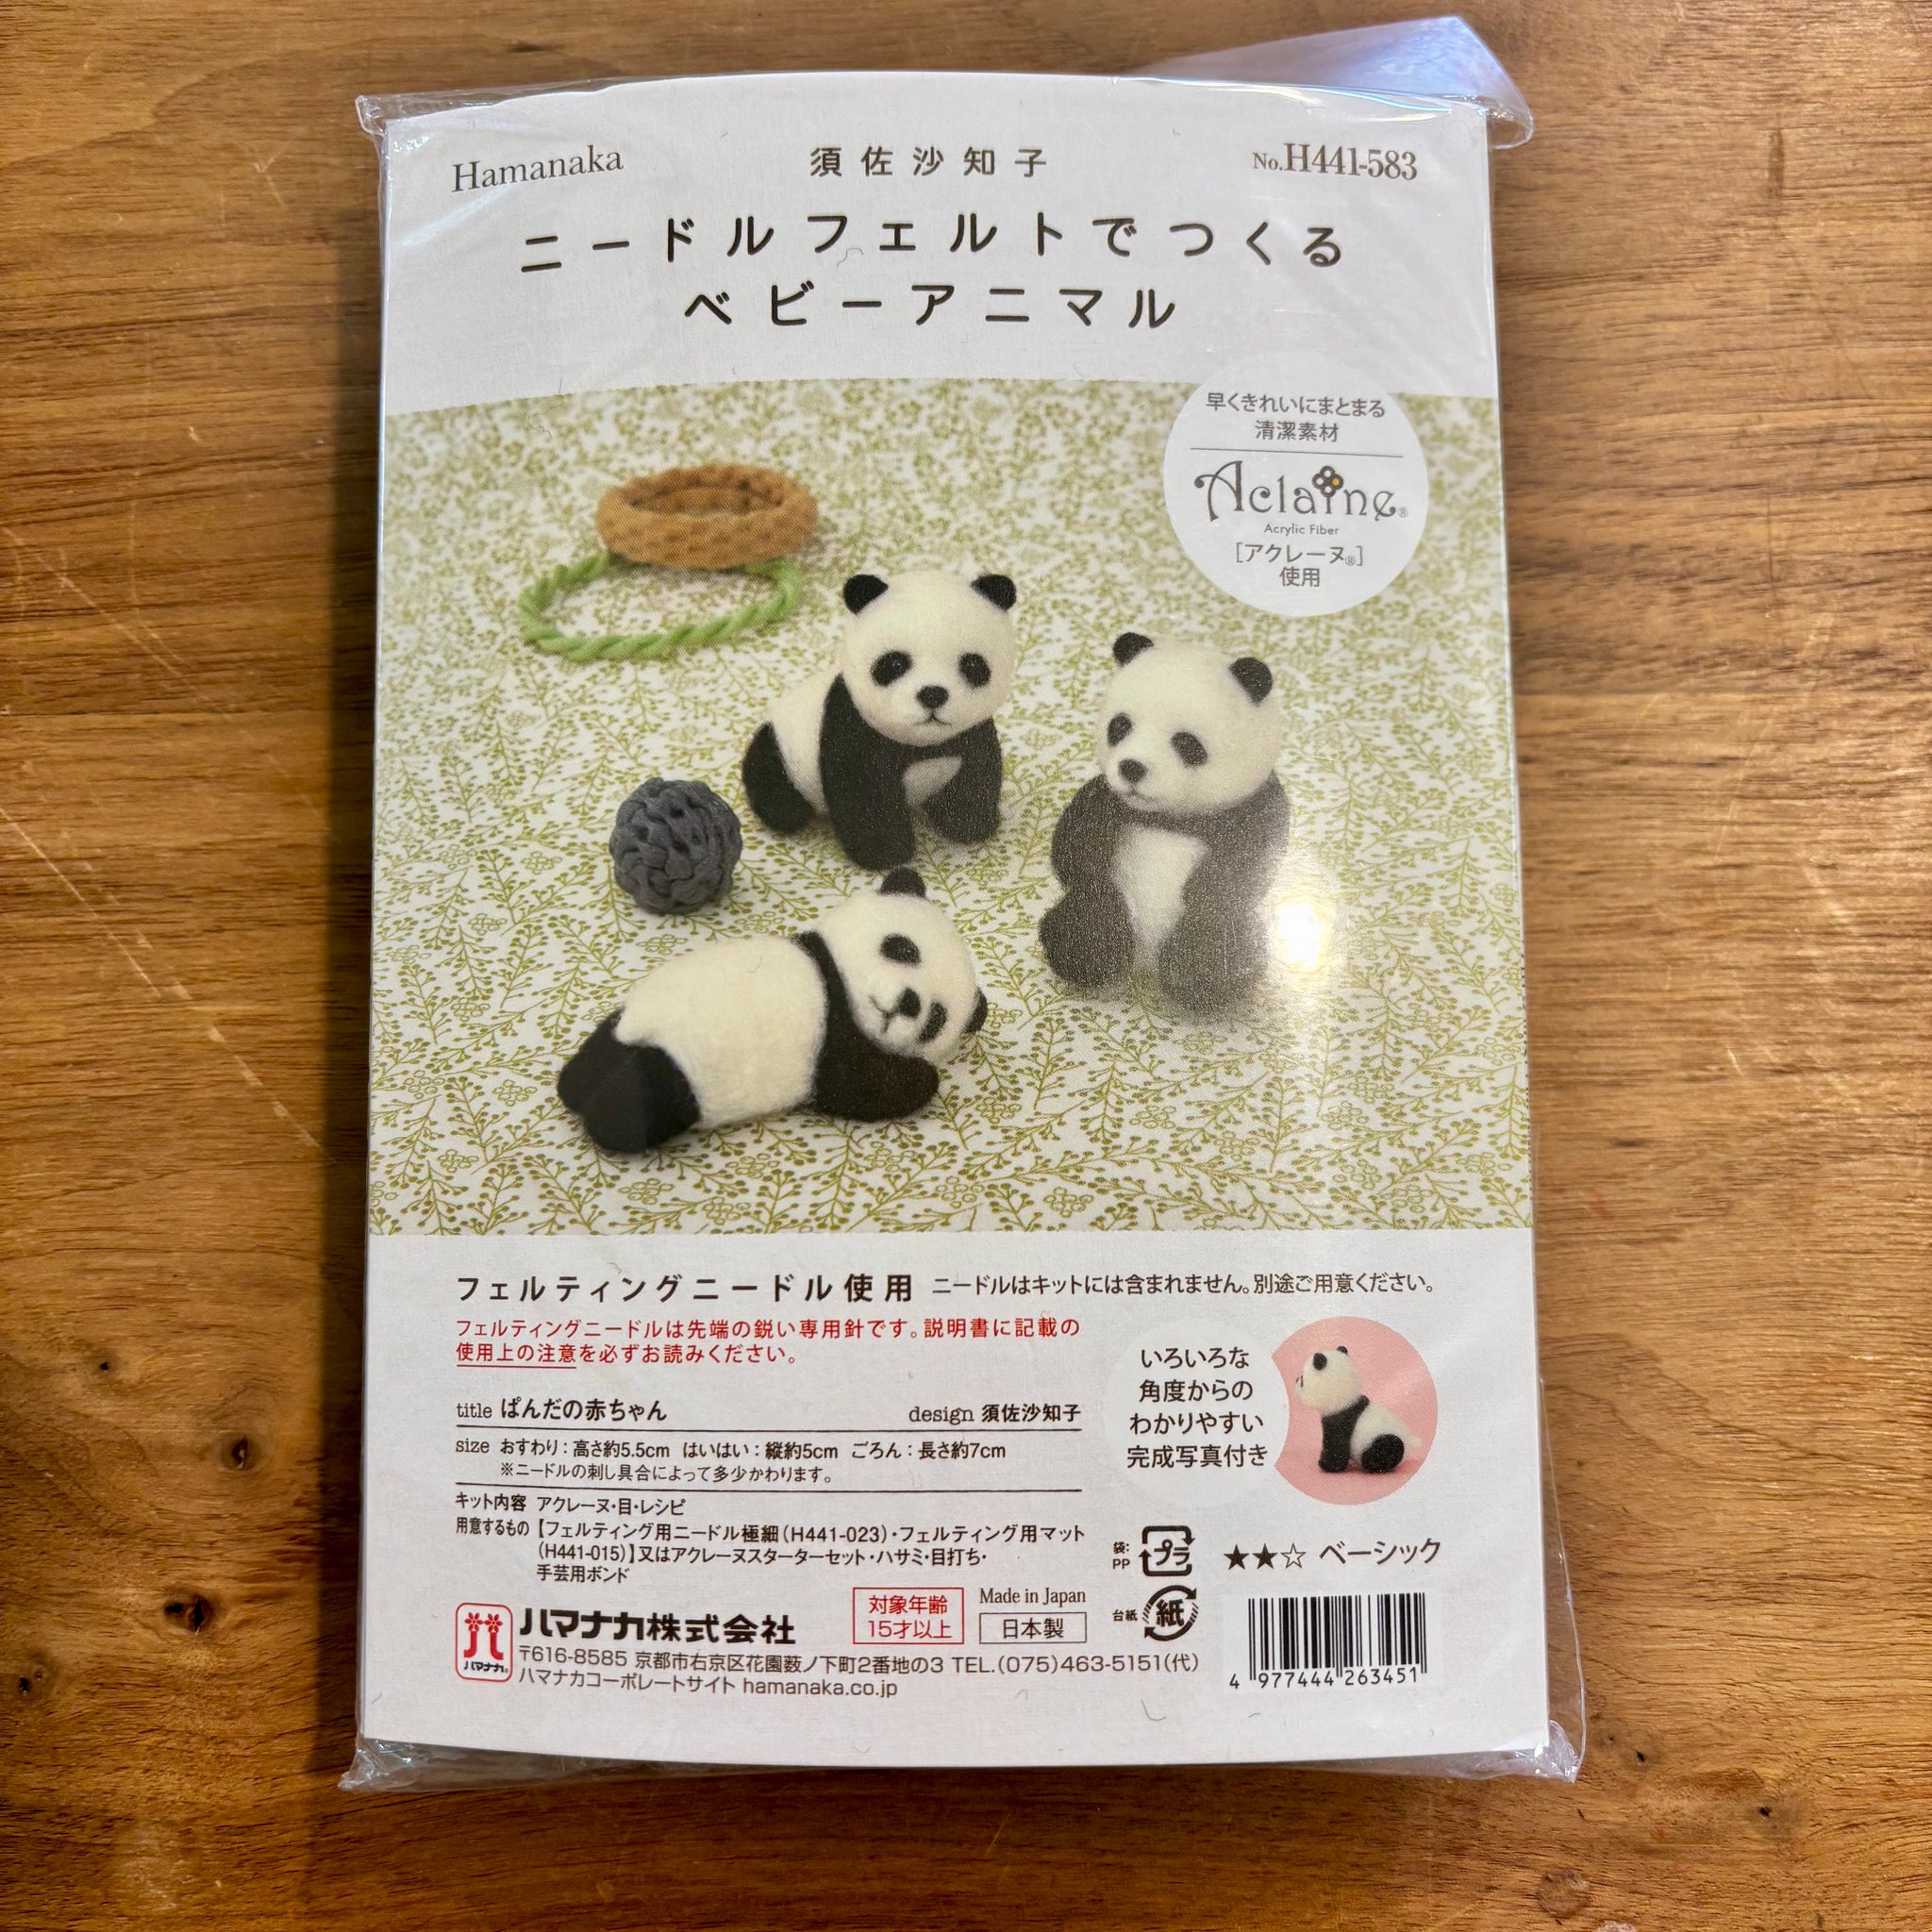 Hamanaka
須佐沙知子
No.H441-583
ニードルフェルトでつくる
ベビーアニマル
早くきれいにまとまる
清潔素材
Aclaine®
Acrylic Fiber
[アクレーヌ®]
使用
フェルティングニードル使用 ニードルはキットには含まれません。別途ご用意ください。
フェルティングニードルは先端の鋭い専用針です。説明書に記載の
使用上の注意を必ずお読みください。
いろいろな
角度からの
わかりやすい
完成写真付き
title ぱんだの赤ちゃん design 須佐沙知子
size おすわり：高さ約5.5cm はいはい：縦約5cm ごろん：長さ約7cm
※ニードルの刺し具合によって多少かわります。
キット内容 アクレーヌ・目・レシピ
用意するもの 【フェルティング用ニードル極細(H441-023)・フェルティング用マット
(H441-015)】又はアクレーヌスターターセット・ハサミ・目打ち・
手芸用ボンド
袋:
PP
プラ
★★☆ ベーシック
ハマナカ®
ハマナカ株式会社
対象年齢
15才以上
Made in Japan
日本製
台紙
紙
〒616-8585 京都市右京区花園薮ノ下町2番地の3 TEL.(075)463-5151(代)
ハマナカコーポレートサイト hamanaka.co.jp
4 977444 263451